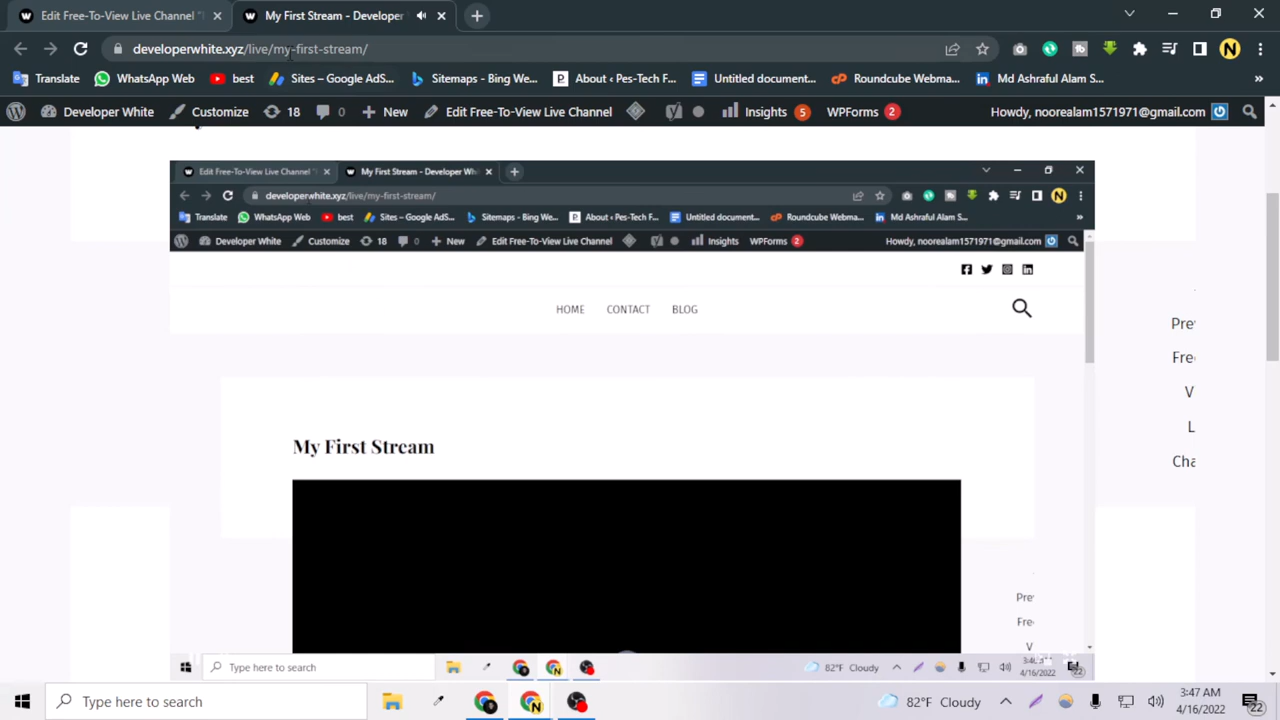 Edit Free-To-View Live Channel "
My First Stream - Developer
developerwhite.xyz/live/my-first-stream/
Translate WhatsApp Web best Sites – Google AdS... Sitemaps - Bing We... About ‹ Pes-Tech F... Untitled document... Roundcube Webma... Md Ashraful Alam S... »
Developer White Customize 18 0 New Edit Free-To-View Live Channel Insights 5 WPForms 2 Howdy, noorealam1571971@gmail.com
Edit Free-To-View Live Channel " My First Stream - Developer Wh
developerwhite.xyz/live/my-first-stream/
Translate WhatsApp Web best Sites – Google AdS... Sitemaps - Bing We... About ‹ Pes-Tech F... Untitled document... Roundcube Webma... Md Ashraful Alam S... »
Developer White Customize 18 0 New Edit Free-To-View Live Channel Insights WPForms 2 Howdy, noorealam1571971@gmail.com
HOME CONTACT BLOG
My First Stream
Pre
Fre
V
L
Cha
Pre
Fre
V
Type here to search 82°F Cloudy
4/16/2022 22
Type here to search 82°F Cloudy 3:47 AM
4/16/2022 22